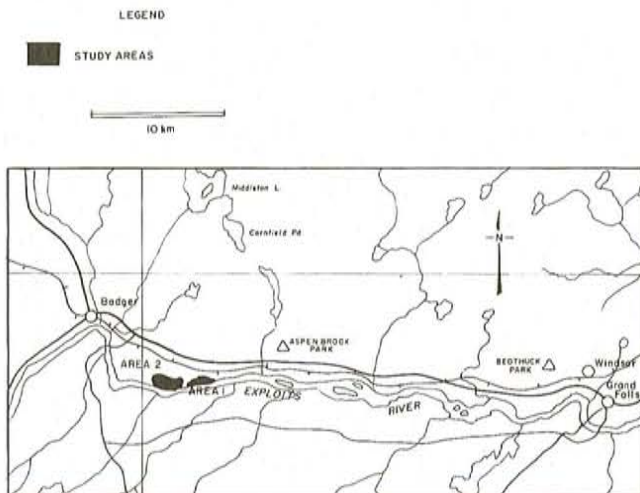 LEGEND
STUDY AREAS
10 km
Middleton L.
Cornfield Pd.
N
Badger
ASPEN BROOK
PARK
BEOTHUCK
PARK
Windsor
Grand
Falls
AREA 2
AREA 1
EXPLOITS
RIVER